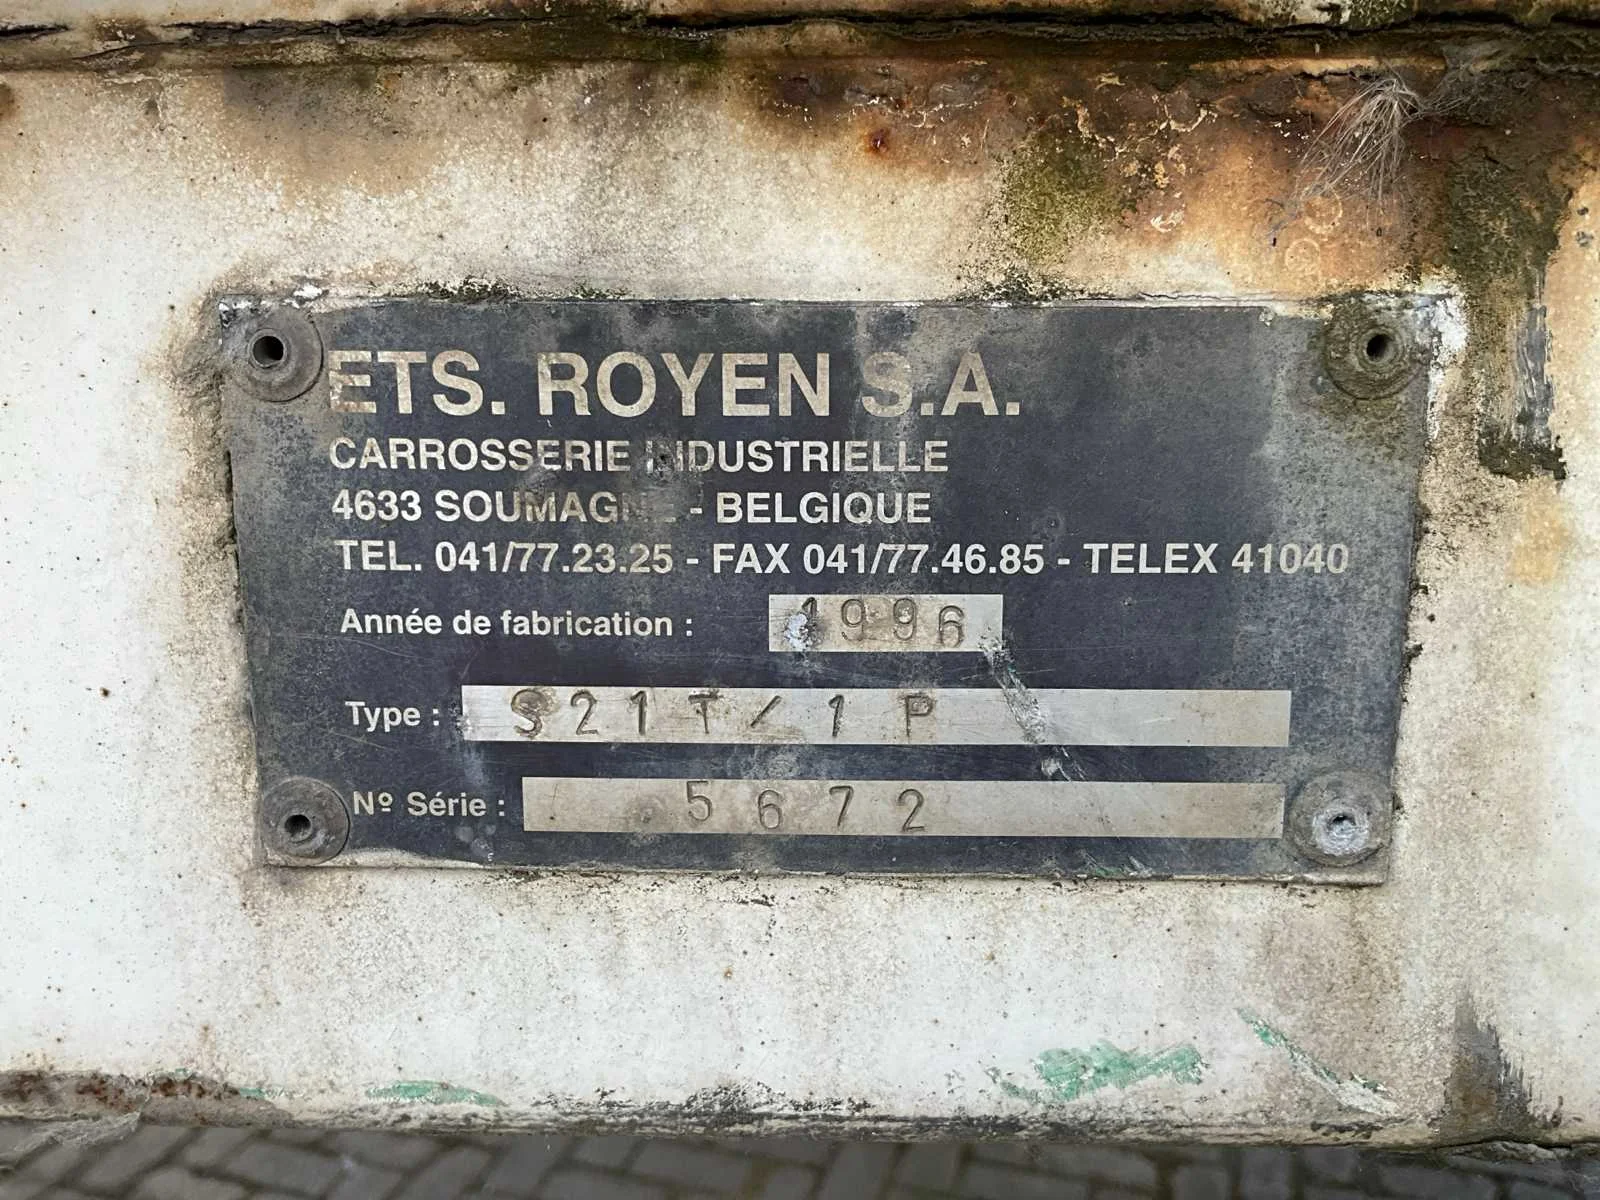 ETS. ROYEN S.A.
CARROSSERIE INDUSTRIELLE
4633 SOUMAGNE - BELGIQUE
TEL. 041/77.23.25 - FAX 041/77.46.85 - TELEX 41040
Année de fabrication : 1996
Type : S21T/1P
Nº Série : 5672